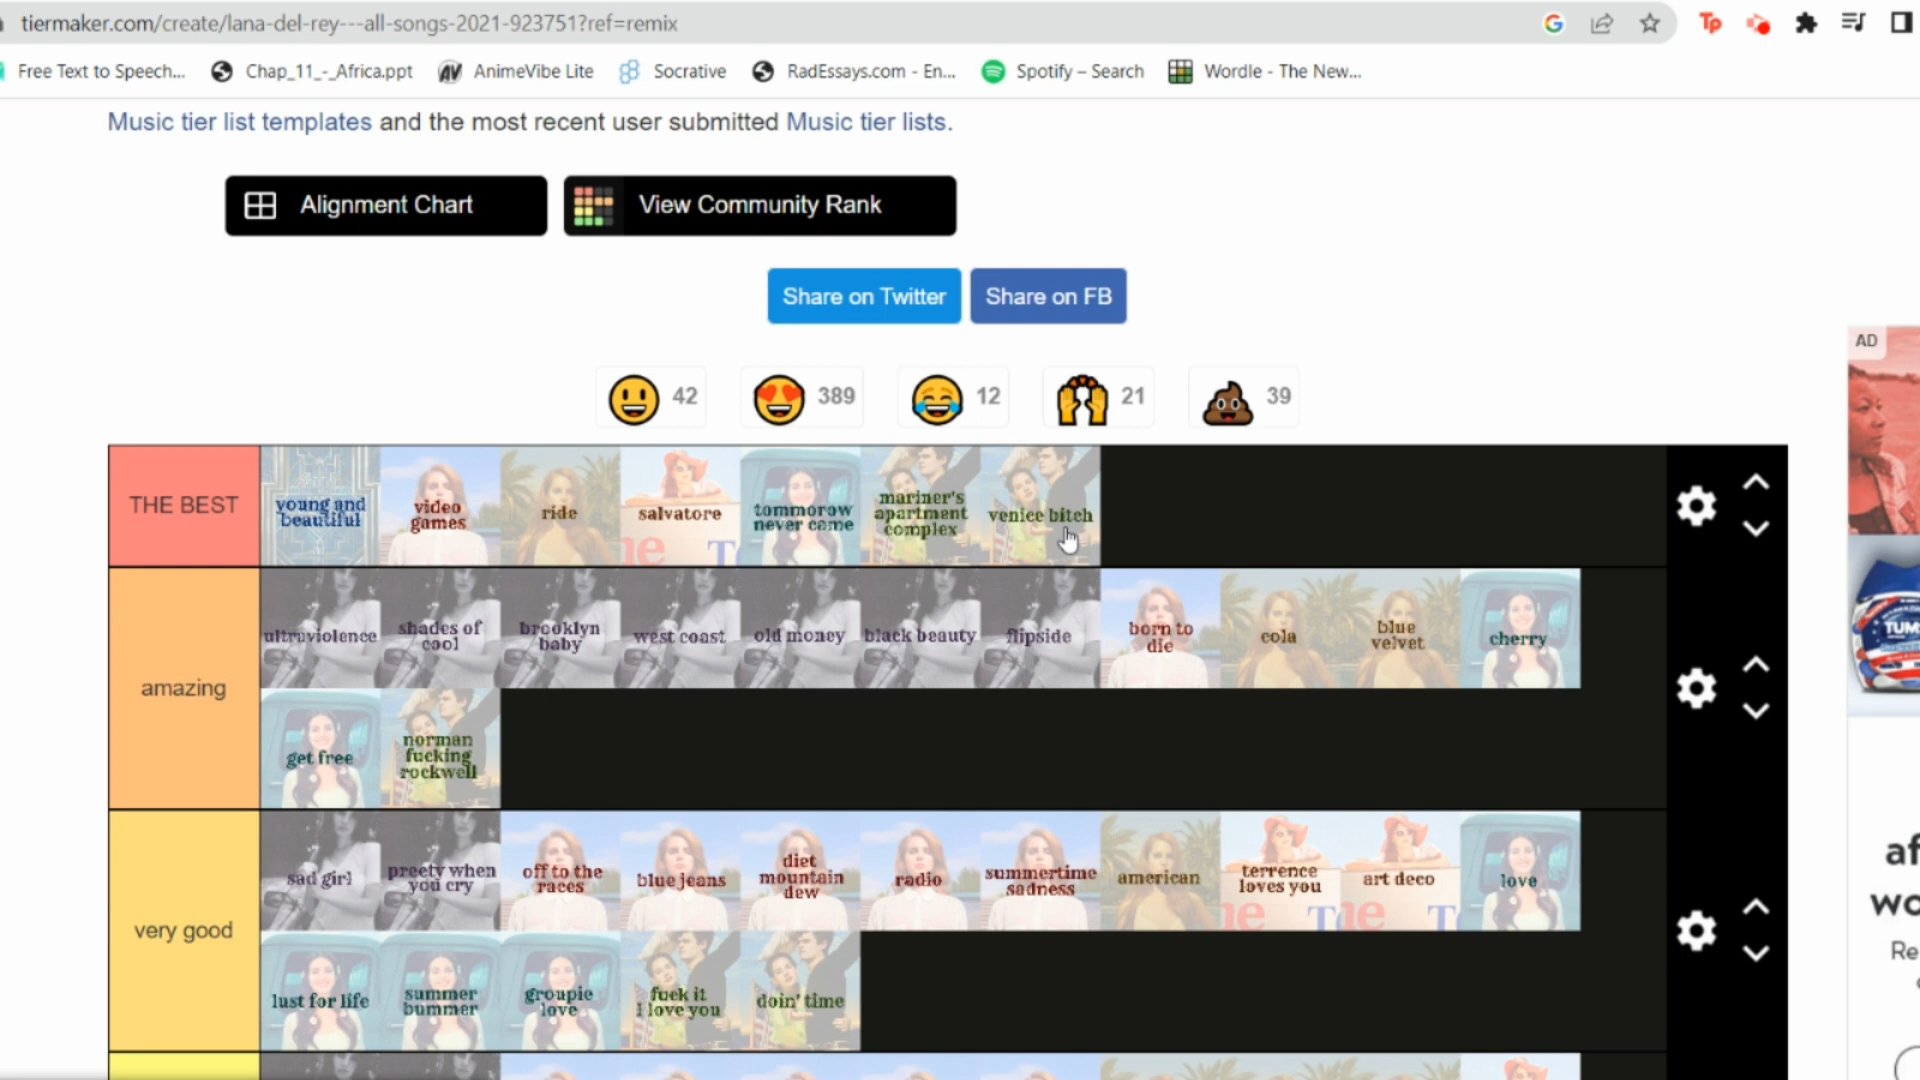 tiermaker.com/create/lana-del-rey---all-songs-2021-923751?ref=remix
Free Text to Speech... Chap_11_-_Africa.ppt AnimeVibe Lite Socrative RadEssays.com - En... Spotify – Search Wordle - The New...
Music tier list templates and the most recent user submitted Music tier lists.
Alignment Chart View Community Rank
Share on Twitter Share on FB
42 389 12 21 39
AD
THE BEST
young and
beautiful
video
games
ride
salvatore
tommorow
never came
mariner's
apartment
complex
venice bitch
amazing
ultraviolence
shades of
cool
brooklyn
baby
west coast
old money
black beauty
flipside
born to
die
cola
blue
velvet
cherry
get free
norman
fucking
rockwell
TUMS
very good
sad girl
preety when
you cry
off to the
races
blue jeans
diet
mountain
dew
radio
summertime
sadness
american
terrence
loves you
art deco
love
lust for life
summer
bummer
groupie
love
fuck it
I love you
doin' time
af
wo
Re